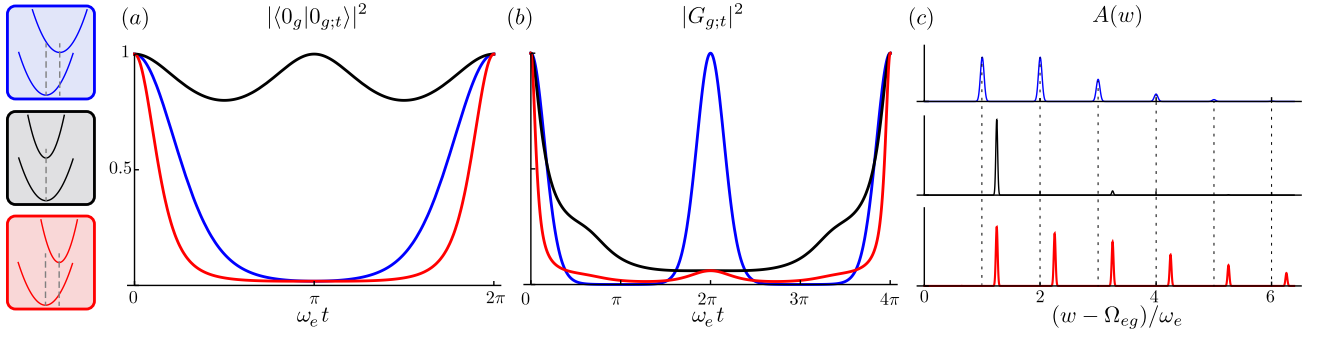 (a) |⟨0_g|0_{g;t}⟩|²
1
0.5
0 π 2π
ω_e t
(b) |G_{g;t}|²
0 π 2π 3π 4π
ω_e t
(c) A(w)
0 2 4 6
(w − Ω_{eg})/ω_e